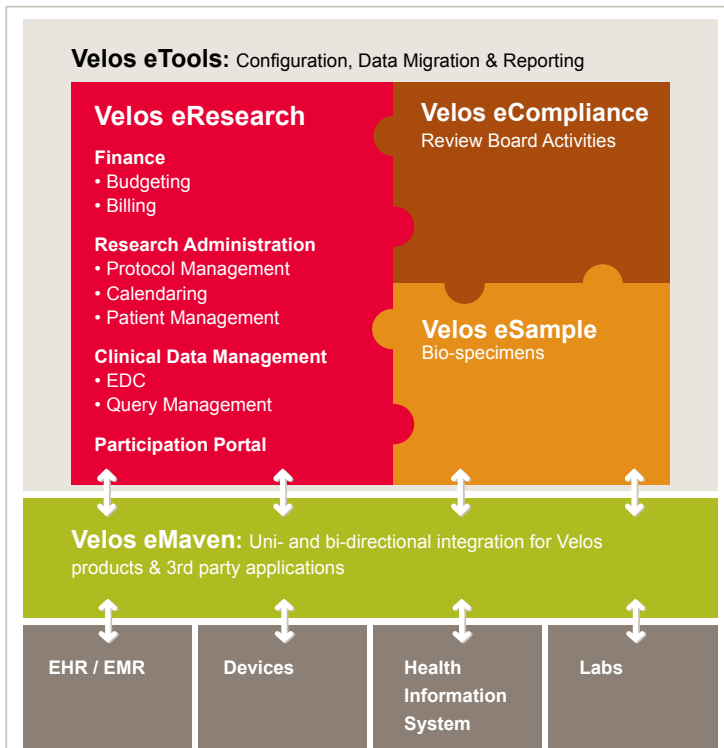 Velos eTools: Configuration, Data Migration & Reporting
Velos eResearch
Finance
• Budgeting
• Billing
Research Administration
• Protocol Management
• Calendaring
• Patient Management
Clinical Data Management
• EDC
• Query Management
Participation Portal
Velos eCompliance
Review Board Activities
Velos eSample
Bio-specimens
Velos eMaven: Uni- and bi-directional integration for Velos
products & 3rd party applications
EHR / EMR
Devices
Health
Information
System
Labs